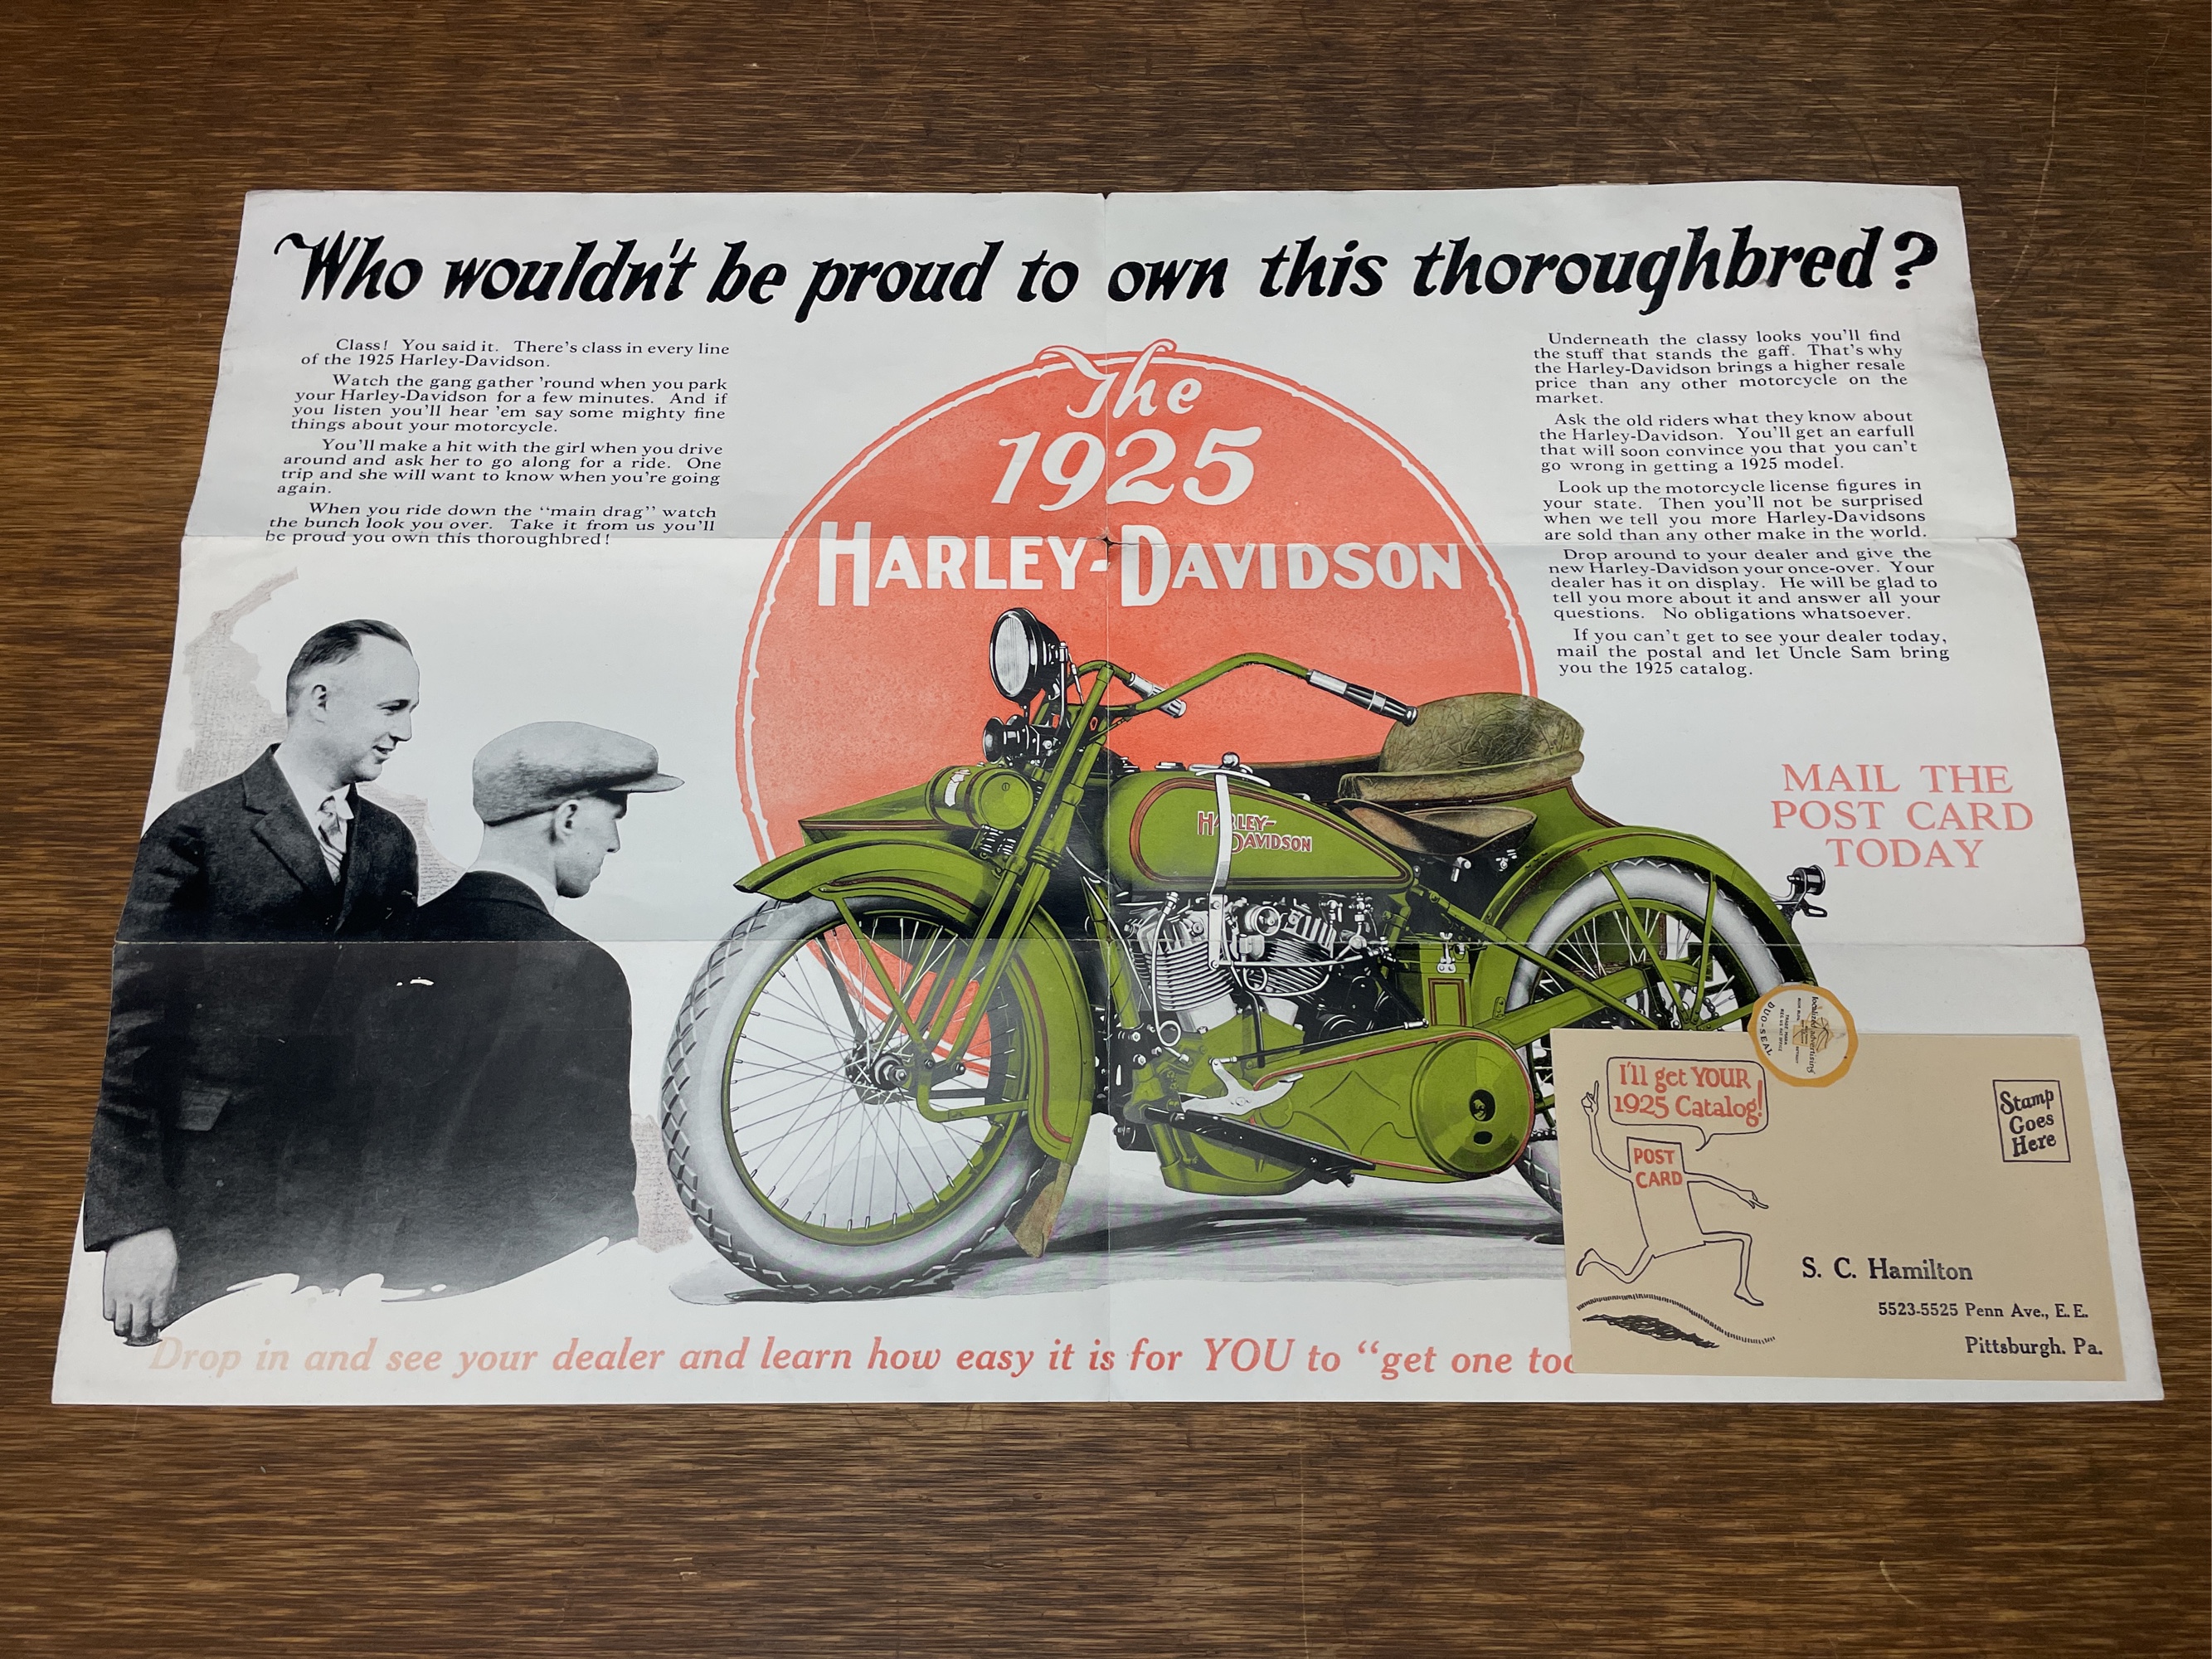 Who wouldn't be proud to own this thoroughbred?
Class! You said it. There's class in every line
of the 1925 Harley-Davidson.
Watch the gang gather 'round when you park
your Harley-Davidson for a few minutes. And if
you listen you'll hear 'em say some mighty fine
things about your motorcycle.
You'll make a hit with the girl when you drive
around and ask her to go along for a ride. One
trip and she will want to know when you're going
again.
When you ride down the "main drag" watch
the bunch look you over. Take it from us you'll
be proud you own this thoroughbred!
The
1925
HARLEY-DAVIDSON
Underneath the classy looks you'll find
the stuff that stands the gaff. That's why
the Harley-Davidson brings a higher resale
price than any other motorcycle on the
market.
Ask the old riders what they know about
the Harley-Davidson. You'll get an earfull
that will soon convince you that you can't
go wrong in getting a 1925 model.
Look up the motorcycle license figures in
your state. Then you'll not be surprised
when we tell you more Harley-Davidsons
are sold than any other make in the world.
Drop around to your dealer and give the
new Harley-Davidson your once-over. Your
dealer has it on display. He will be glad to
tell you more about it and answer all your
questions. No obligations whatsoever.
If you can't get to see your dealer today,
mail the postal and let Uncle Sam bring
you the 1925 catalog.
MAIL THE
POST CARD
TODAY
HARLEY-
DAVIDSON
DUO-SEAL
localized advertising
I'll get YOUR
1925 Catalog!
POST
CARD
Stamp
Goes
Here
S. C. Hamilton
5523-5525 Penn Ave., E. E.
Pittsburgh. Pa.
Drop in and see your dealer and learn how easy it is for YOU to "get one too